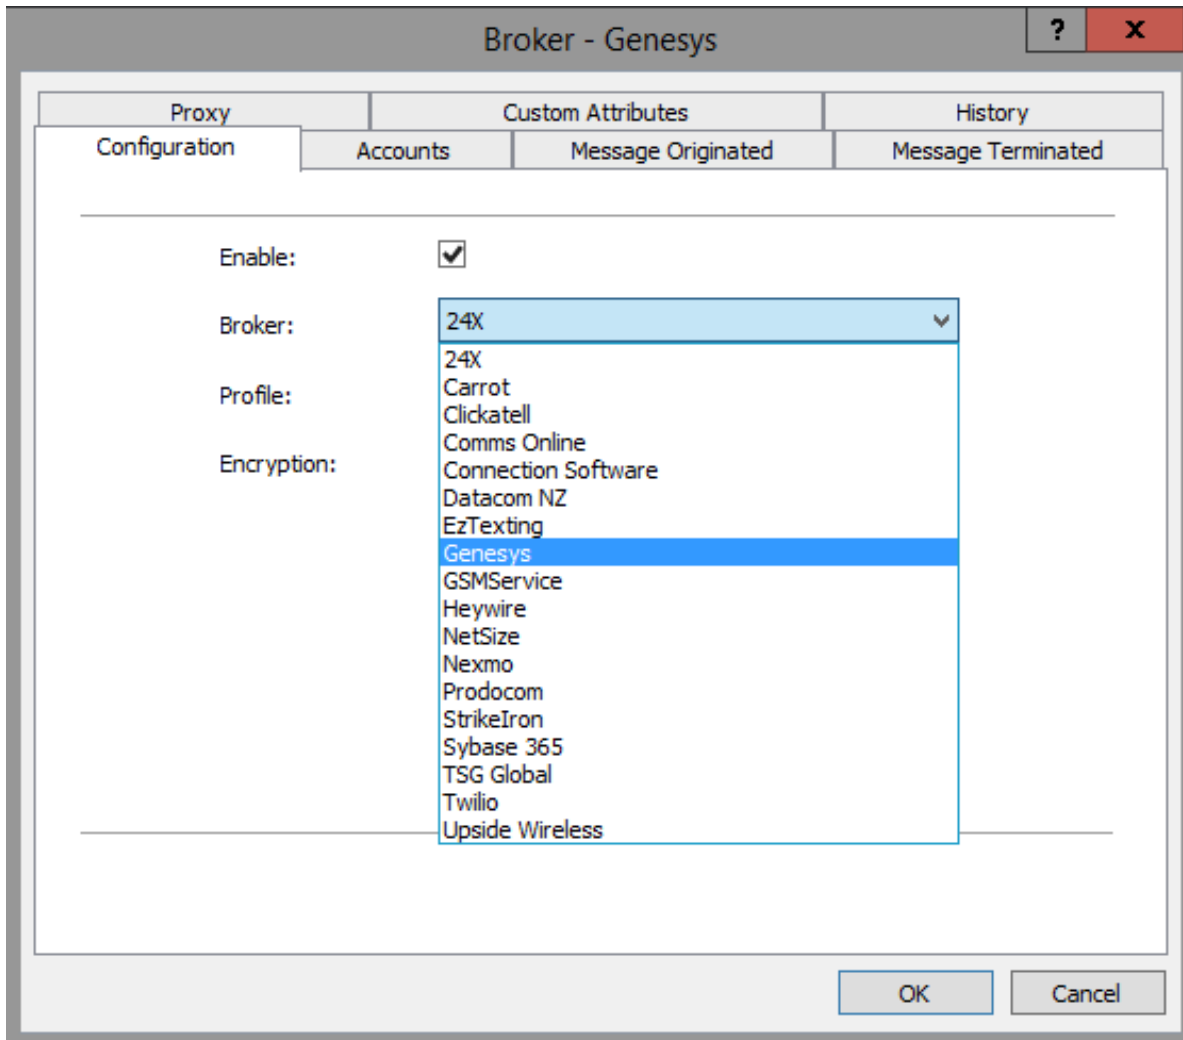 Broker - Genesys
? x
Proxy Custom Attributes History
Configuration Accounts Message Originated Message Terminated
Enable:
Broker: 24X
24X
Carrot
Profile:
Clickatell
Comms Online
Encryption: Connection Software
Datacom NZ
EzTexting
Genesys
GSMService
Heywire
NetSize
Nexmo
Prodocom
StrikeIron
Sybase 365
TSG Global
Twilio
Upside Wireless
OK Cancel